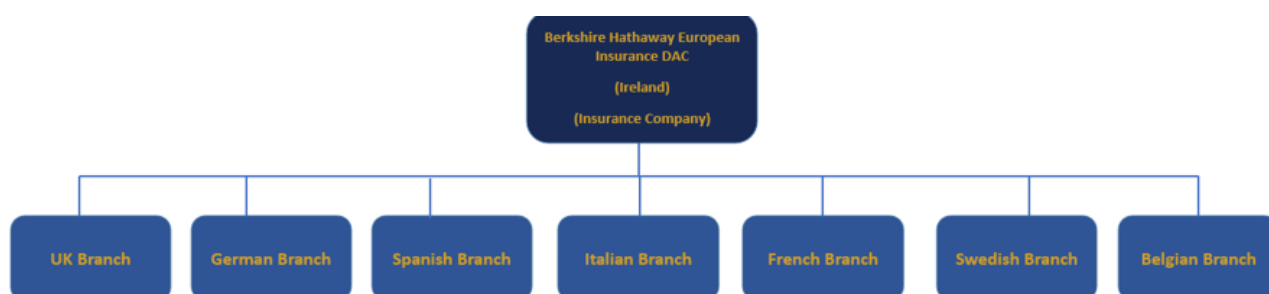 Berkshire Hathaway European
Insurance DAC
(Ireland)
(Insurance Company)
UK Branch
German Branch
Spanish Branch
Italian Branch
French Branch
Swedish Branch
Belgian Branch